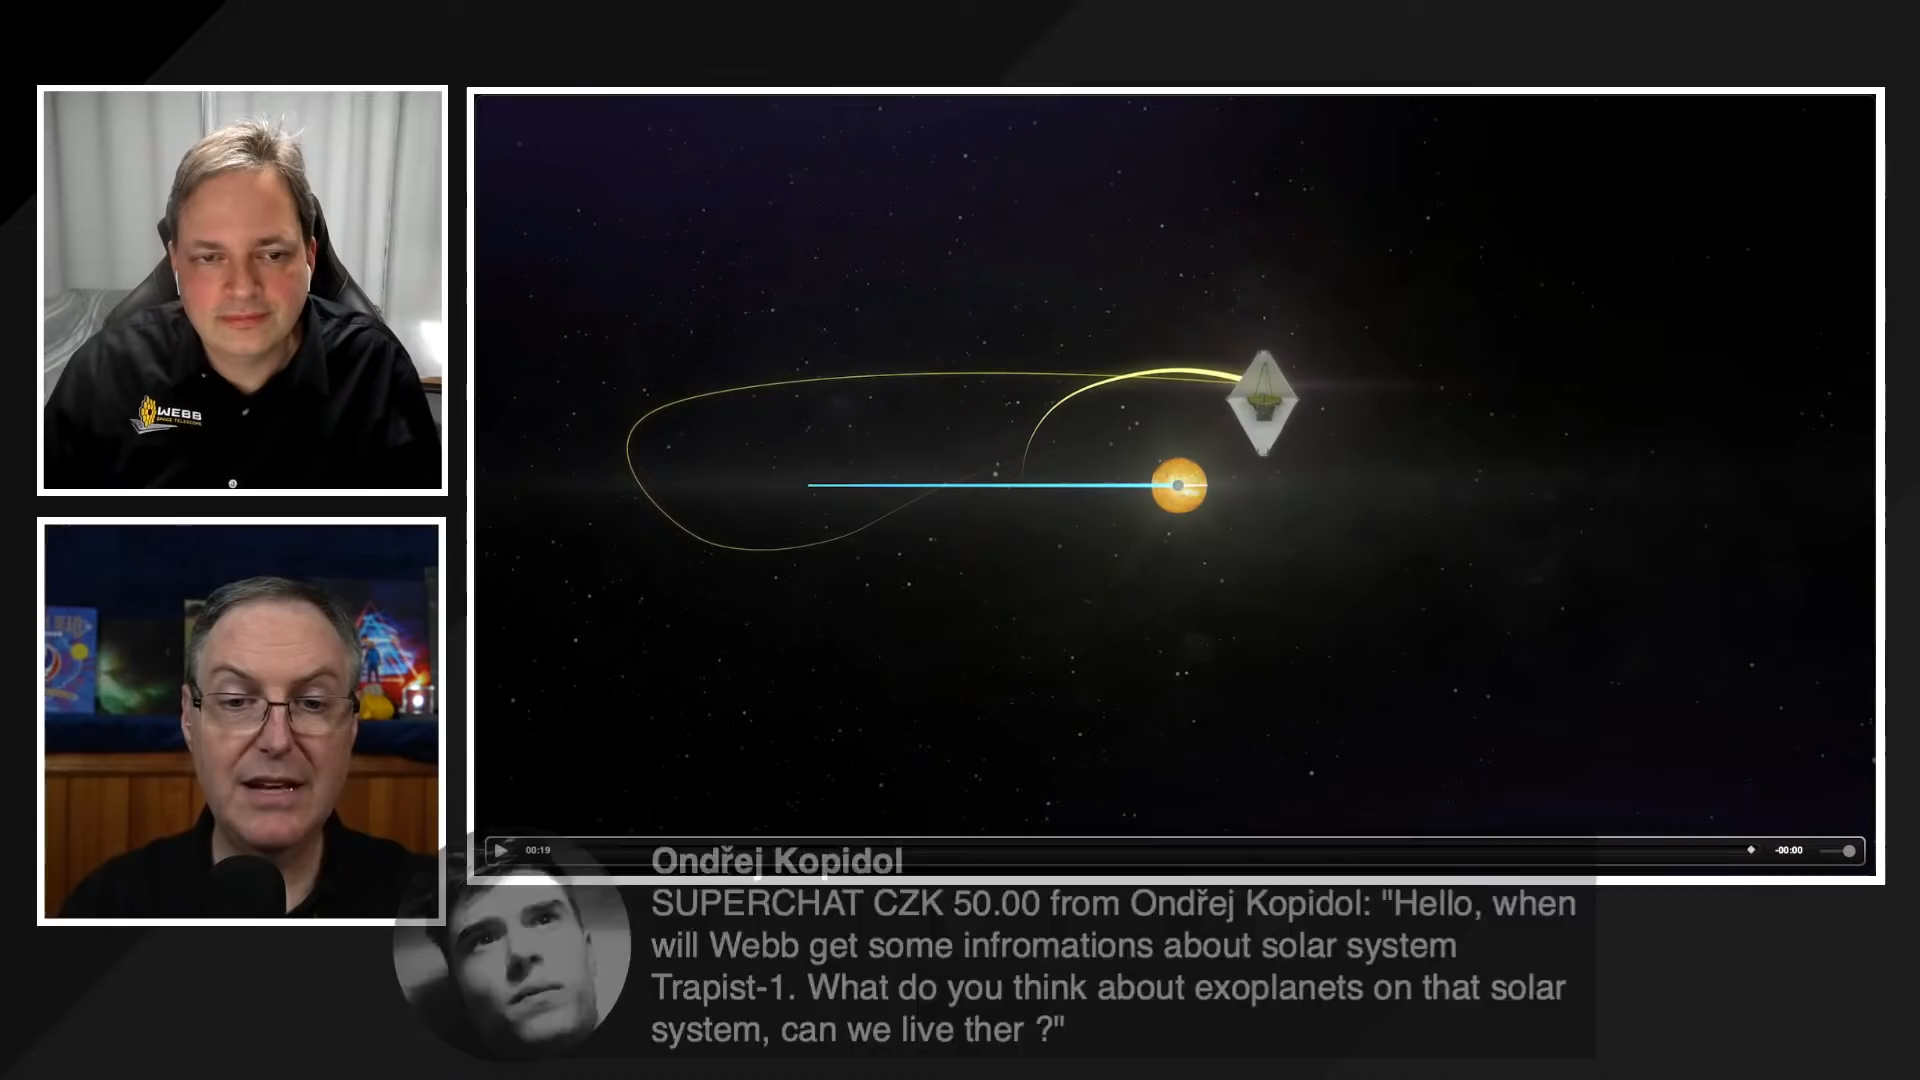 WEBB
SPACE TELESCOPE
00:19
-00:00
Ondřej Kopidol
SUPERCHAT CZK 50.00 from Ondřej Kopidol: "Hello, when
will Webb get some infromations about solar system
Trapist-1. What do you think about exoplanets on that solar
system, can we live ther ?"